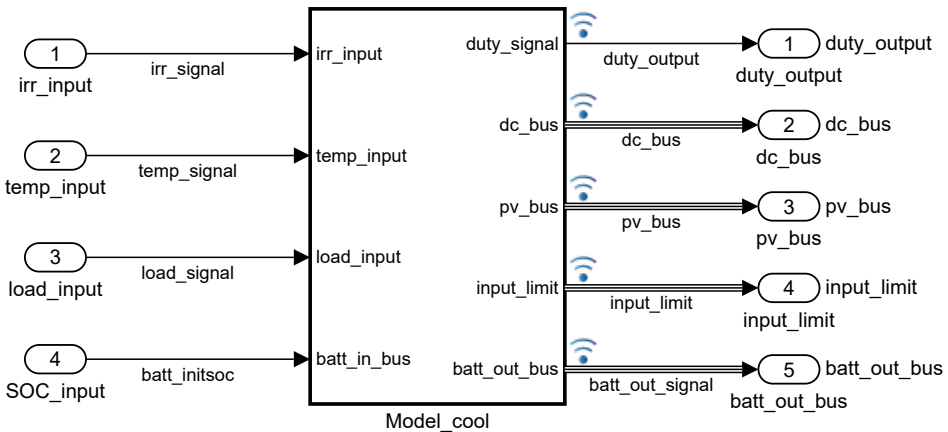 1
irr_input
irr_signal
2
temp_input
temp_signal
3
load_input
load_signal
4
SOC_input
batt_initsoc
irr_input
temp_input
load_input
batt_in_bus
duty_signal
dc_bus
pv_bus
input_limit
batt_out_bus
Model_cool
duty_output
1
duty_output
duty_output
dc_bus
2
dc_bus
dc_bus
pv_bus
3
pv_bus
pv_bus
input_limit
4
input_limit
input_limit
batt_out_signal
5
batt_out_bus
batt_out_bus